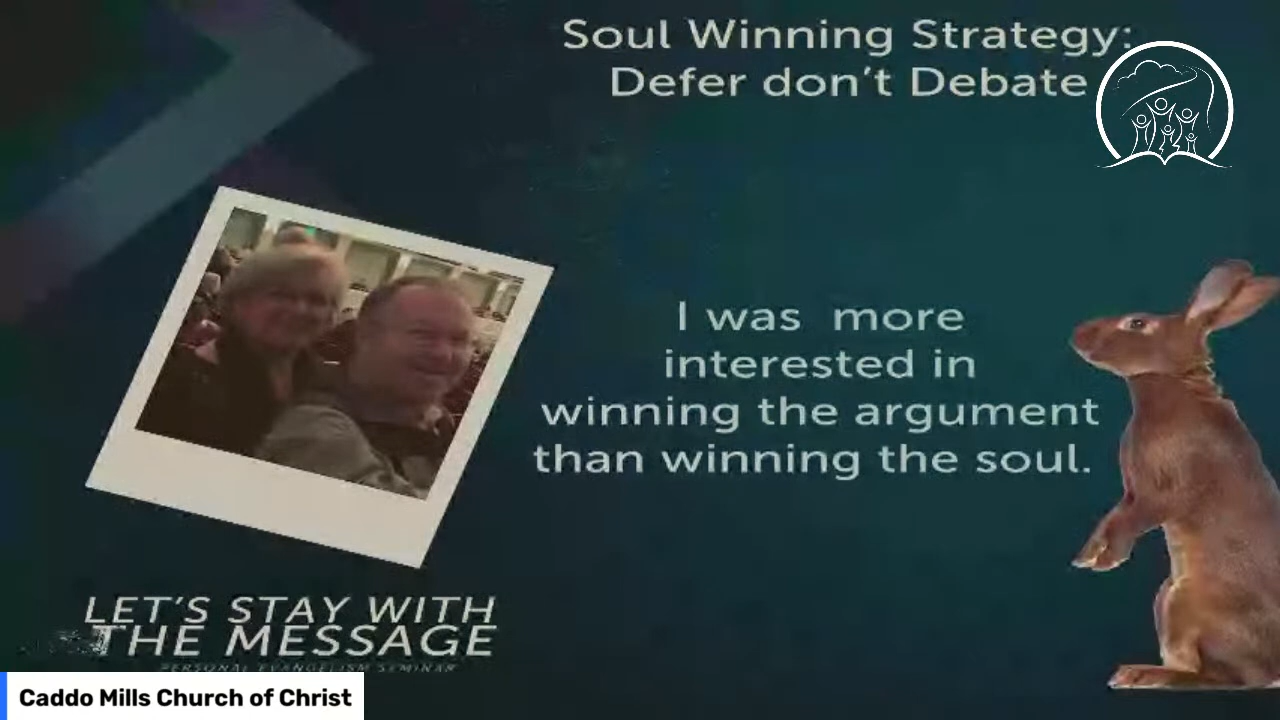 Soul Winning Strategy:
Defer don't Debate
I was more
interested in
winning the argument
than winning the soul.
LET'S STAY WITH
THE MESSAGE
PERSONAL EVANGELISM SEMINAR
Caddo Mills Church of Christ